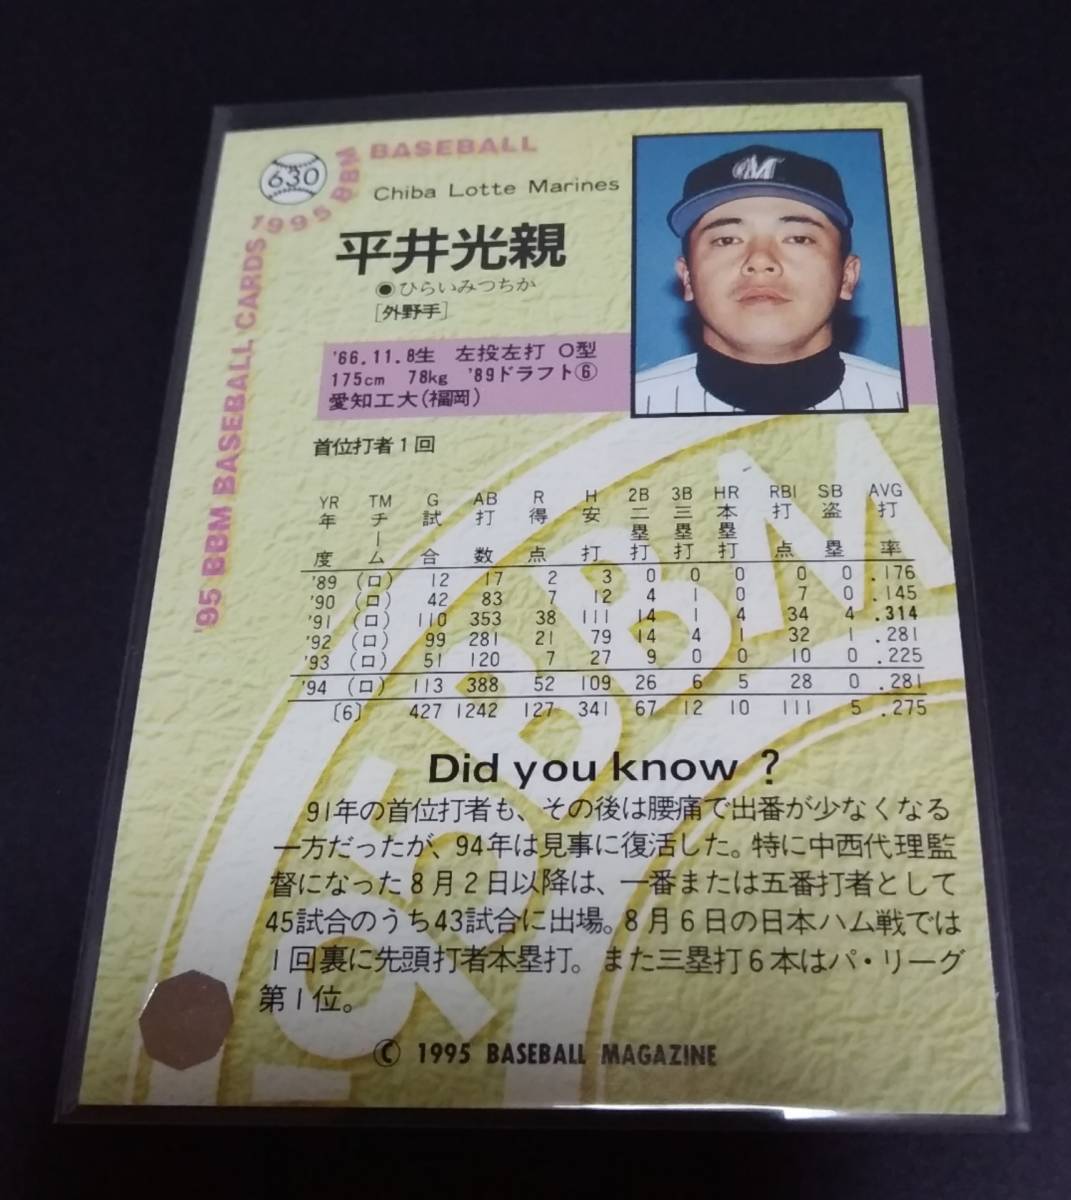 630
1995 BBM BASEBALL
'95 BBM BASEBALL CARDS
Chiba Lotte Marines
M
平井光親
●ひらいみつちか
[外野手]
'66.11.8生 左投左打 O型
175cm 78kg '89ドラフト⑥
愛知工大(福岡)
首位打者1回
YR TM G AB R H 2B 3B HR RBI SB AVG
年度 チーム 試合 打数 得点 安打 二塁打 三塁打 本塁打 打点 盗塁 打率
'89 (ロ) 12 17 2 3 0 0 0 0 0 .176
'90 (ロ) 42 83 7 12 4 1 0 7 0 .145
'91 (ロ) 110 353 38 111 14 1 4 34 4 .314
'92 (ロ) 99 281 21 79 14 4 1 32 1 .281
'93 (ロ) 51 120 7 27 9 0 0 10 0 .225
'94 (ロ) 113 388 52 109 26 6 5 28 0 .281
[6] 427 1242 127 341 67 12 10 111 5 .275
Did you know ?
91年の首位打者も、その後は腰痛で出番が少なくなる
一方だったが、94年は見事に復活した。特に中西代理監
督になった8月2日以降は、一番または五番打者として
45試合のうち43試合に出場。8月6日の日本ハム戦では
1回裏に先頭打者本塁打。また三塁打6本はパ・リーグ
第1位。
© 1995 BASEBALL MAGAZINE